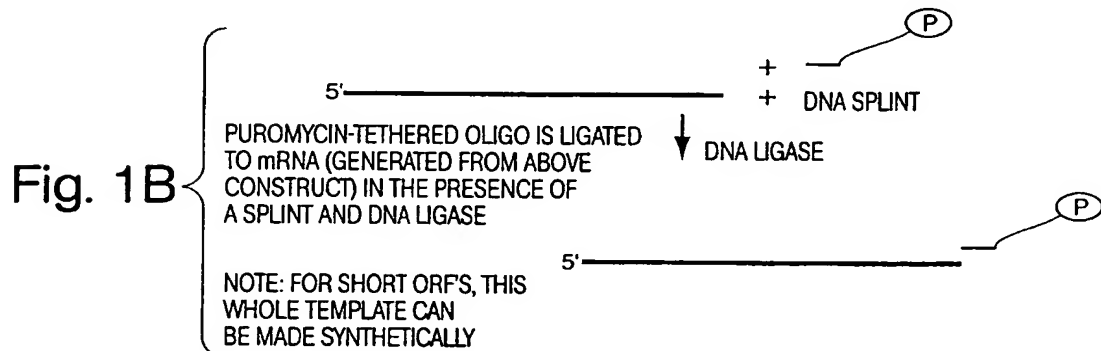 P
+
5'
+ DNA SPLINT
PUROMYCIN-TETHERED OLIGO IS LIGATED
TO mRNA (GENERATED FROM ABOVE
CONSTRUCT) IN THE PRESENCE OF
A SPLINT AND DNA LIGASE
DNA LIGASE
Fig. 1B
P
5'
NOTE: FOR SHORT ORF'S, THIS
WHOLE TEMPLATE CAN
BE MADE SYNTHETICALLY